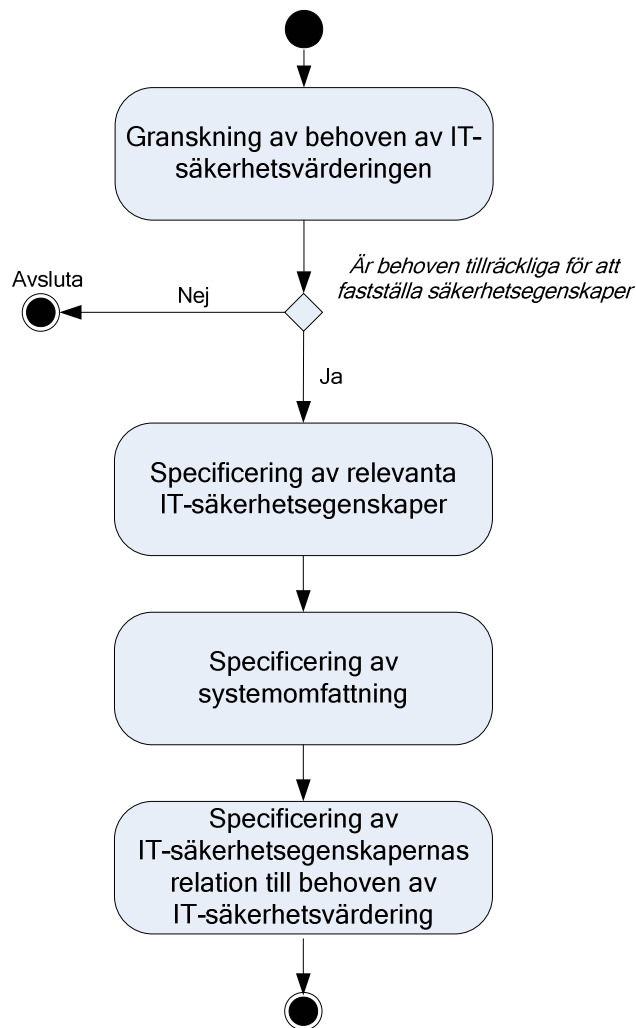 Granskning av behoven av IT-
säkerhetsvärderingen
Är behoven tillräckliga för att
fastställa säkerhetsegenskaper
Avsluta
Nej
Ja
Specificering av relevanta
IT-säkerhetsegenskaper
Specificering av
systemomfattning
Specificering av
IT-säkerhetsegenskapernas
relation till behoven av
IT-säkerhetsvärdering